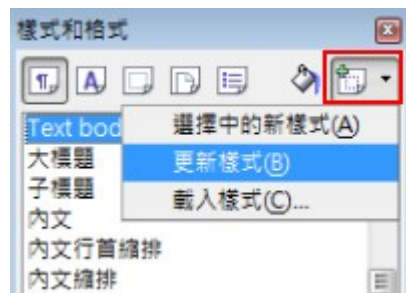 樣式和格式
Text bod
選擇中的新樣式(A)
大標題
更新樣式(B)
子標題
載入樣式(C)...
內文
內文行首縮排
內文縮排